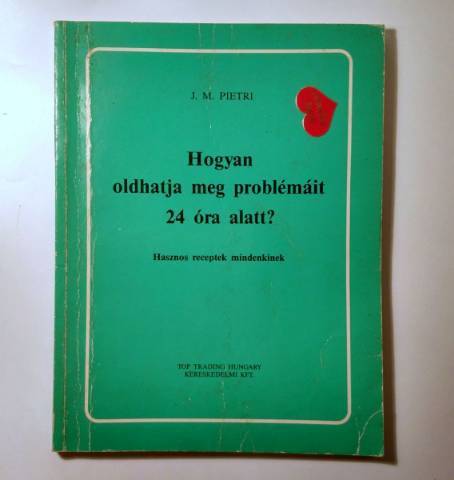 J. M. PIETRI
Hogyan
oldhatja meg problémáit
24 óra alatt?
Hasznos receptek mindenkinek
TOP TRADING HUNGARY
KERESKEDELMI KFT.